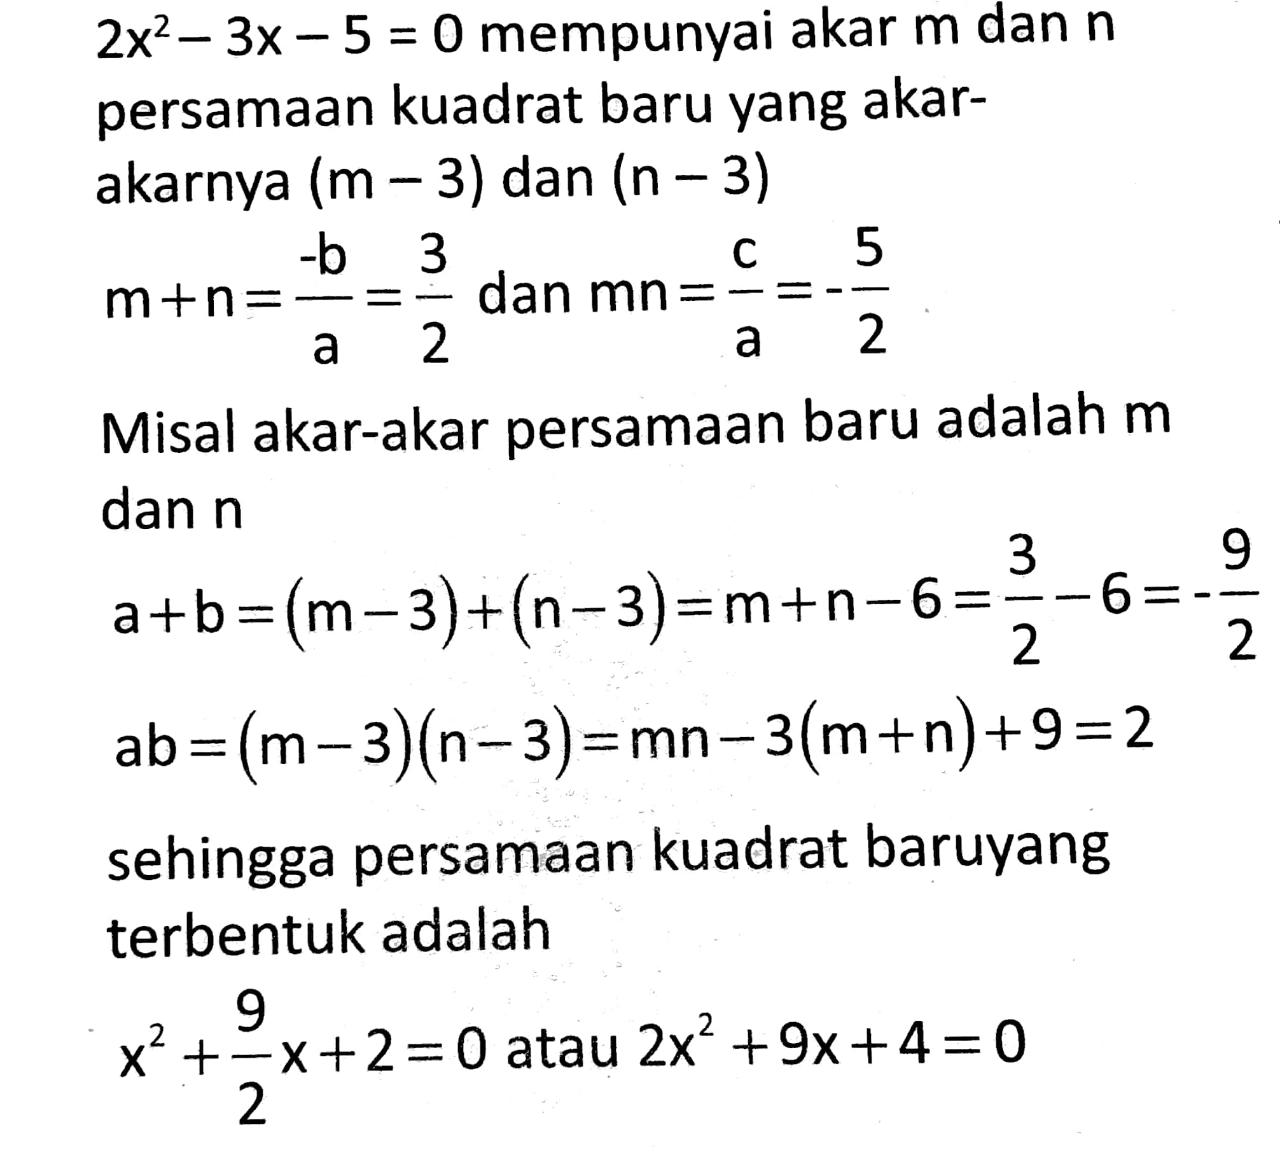 2x² – 3x – 5 = 0 mempunyai akar m dan n
persamaan kuadrat baru yang akar-
akarnya (m – 3) dan (n – 3)
m+n = -b/a = 3/2 dan mn = c/a = -5/2
Misal akar-akar persamaan baru adalah m
dan n
a+b = (m–3)+(n–3) = m+n–6 = 3/2 – 6 = -9/2
ab = (m–3)(n–3) = mn–3(m+n)+9 = 2
sehingga persamaan kuadrat baruyang
terbentuk adalah
x² + 9/2 x + 2 = 0 atau 2x² + 9x + 4 = 0